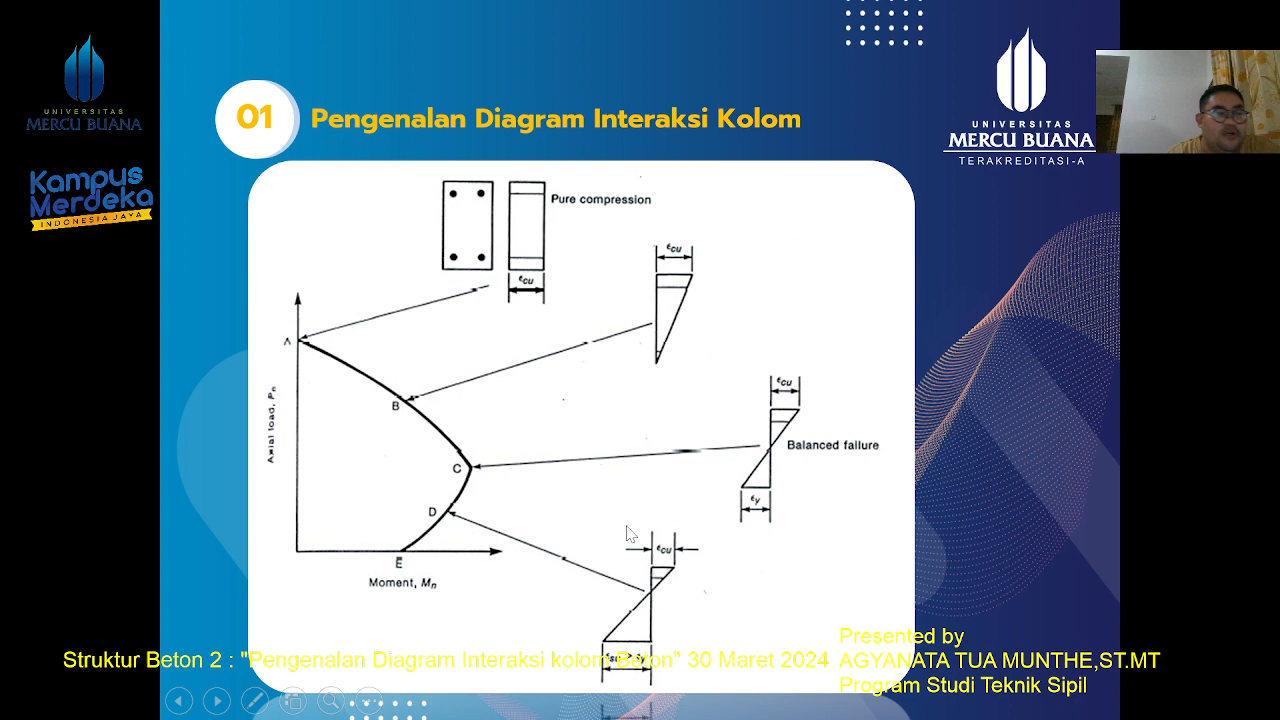 UNIVERSITAS
MERCU BUANA
Kampus
Merdeka
INDONESIA JAYA
01
Pengenalan Diagram Interaksi Kolom
UNIVERSITAS
MERCU BUANA
TERAKREDITASI-A
Pure compression
εcu
εcu
A
B
Axial load, Pn
εcu
Balanced failure
C
εy
D
εcu
E
Moment, Mn
Struktur Beton 2 : "Pengenalan Diagram Interaksi kolom Beton" 30 Maret 2024
Presented by
AGYANATA TUA MUNTHE,ST.MT
Program Studi Teknik Sipil